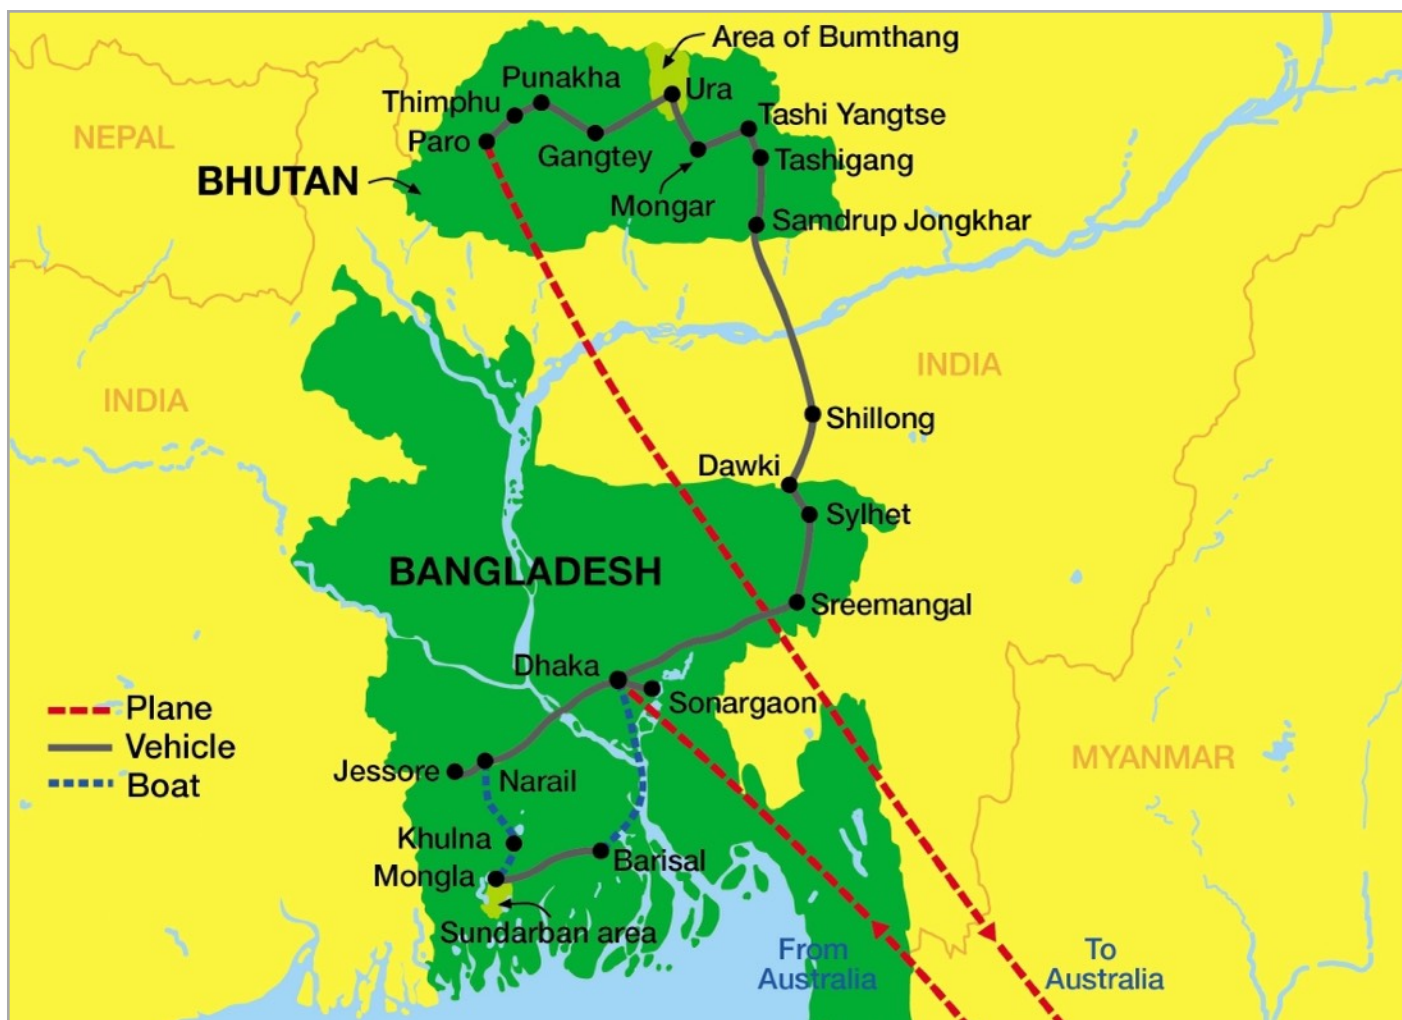 Area of Bumthang
Punakha
Ura
Thimphu
Tashi Yangtse
Paro
NEPAL
Gangtey
Tashigang
BHUTAN
Mongar
Samdrup Jongkhar
INDIA
INDIA
Shillong
Dawki
Sylhet
BANGLADESH
Sreemangal
Dhaka
Sonargaon
Plane
Vehicle
Boat
MYANMAR
Jessore
Narail
Khulna
Barisal
Mongla
Sundarban area
From
Australia
To
Australia